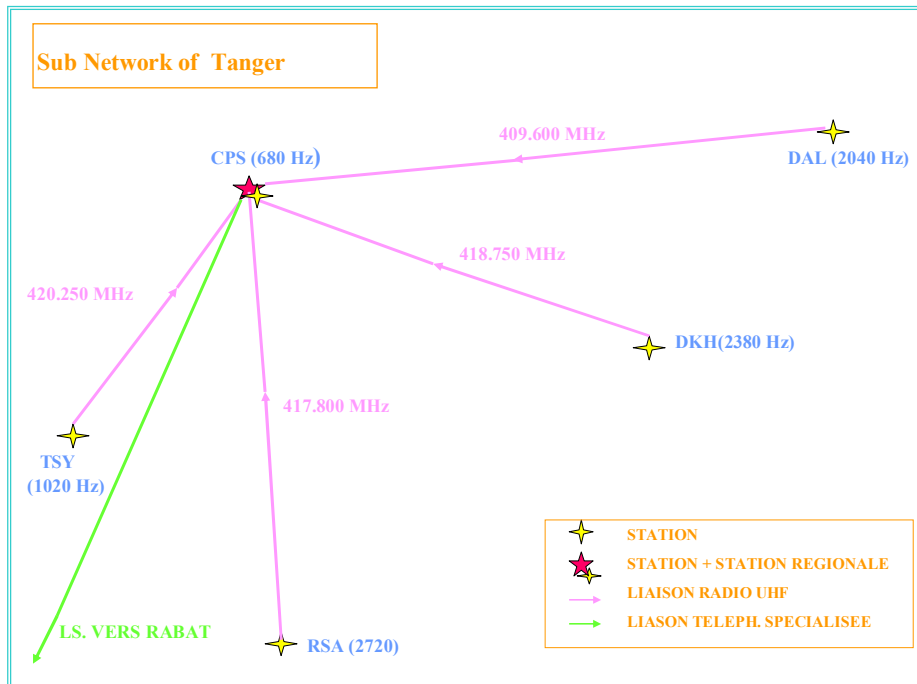 Sub Network of  Tanger
409.600 MHz
CPS (680 Hz)
DAL (2040 Hz)
418.750 MHz
420.250 MHz
DKH(2380 Hz)
417.800 MHz
TSY
(1020 Hz)
STATION
STATION + STATION REGIONALE
LIAISON RADIO UHF
LS. VERS RABAT
LIASON TELEPH. SPECIALISEE
RSA (2720)